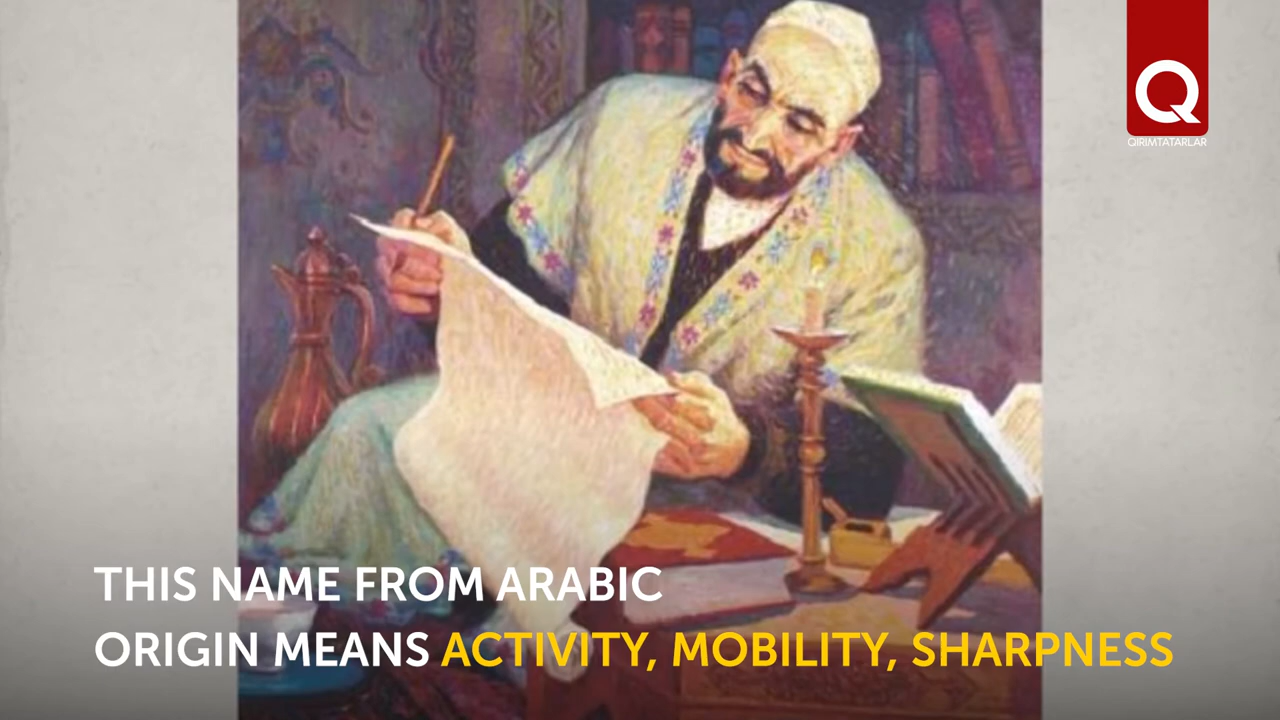 Q
QIRIMTATARLAR
THIS NAME FROM ARABIC
ORIGIN MEANS ACTIVITY, MOBILITY, SHARPNESS